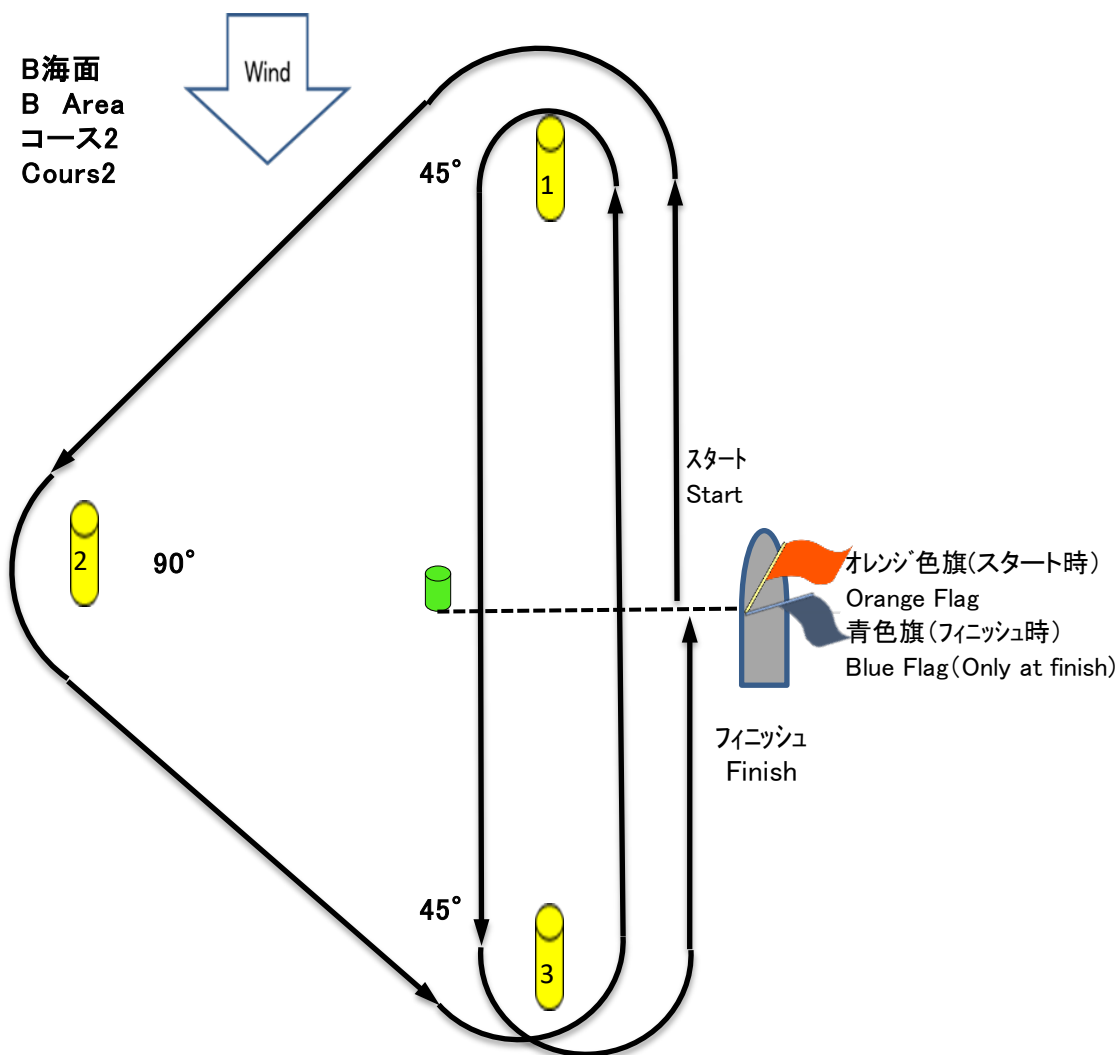 B海面
B Area
コース2
Cours2
Wind
45°
1
スタート
Start
2
90°
オレンジ色旗(スタート時)
Orange Flag
青色旗(フィニッシュ時)
Blue Flag(Only at finish)
フィニッシュ
Finish
45°
3